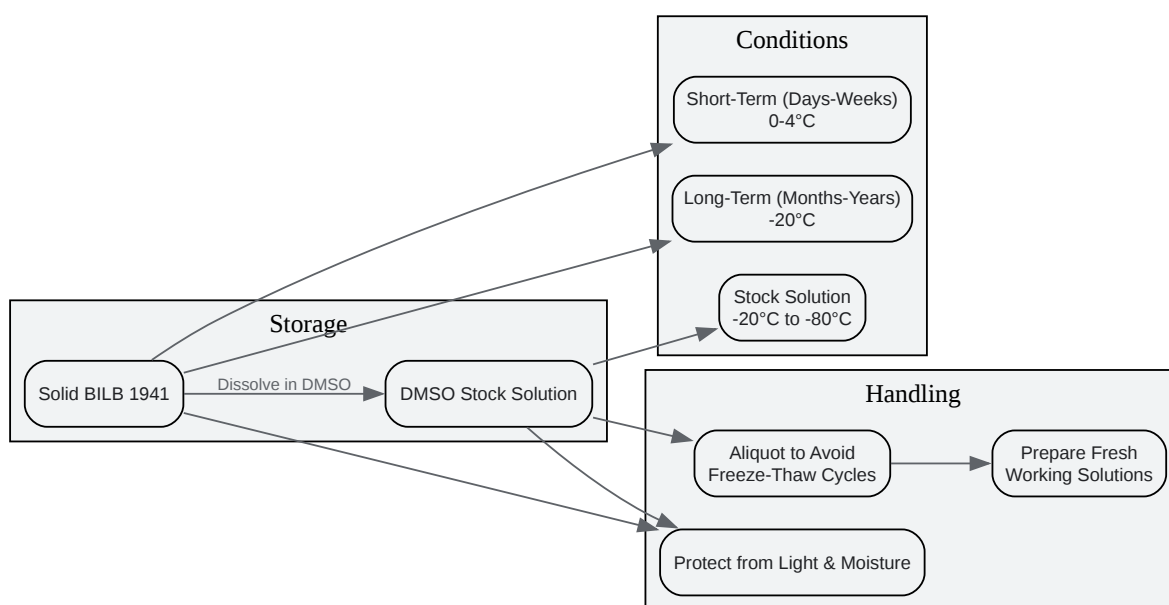 Conditions
Short-Term (Days-Weeks)
0-4°C
Long-Term (Months-Years)
-20°C
Stock Solution
-20°C to -80°C
Storage
Solid BILB 1941
Dissolve in DMSO
DMSO Stock Solution
Handling
Aliquot to Avoid
Freeze-Thaw Cycles
Prepare Fresh
Working Solutions
Protect from Light & Moisture